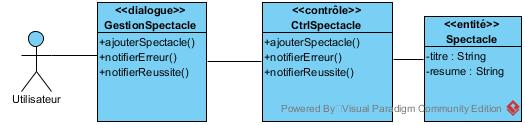 <<dialogue>>
GestionSpectacle
+ajouterSpectacle()
+notifierErreur()
+notifierReussite()
<<contrôle>>
CtrlSpectacle
+ajouterSpectacle()
+notifierErreur()
+notifierReussite()
<<entité>>
Spectacle
-titre : String
-resume : String
Utilisateur
Powered By Visual Paradigm Community Edition